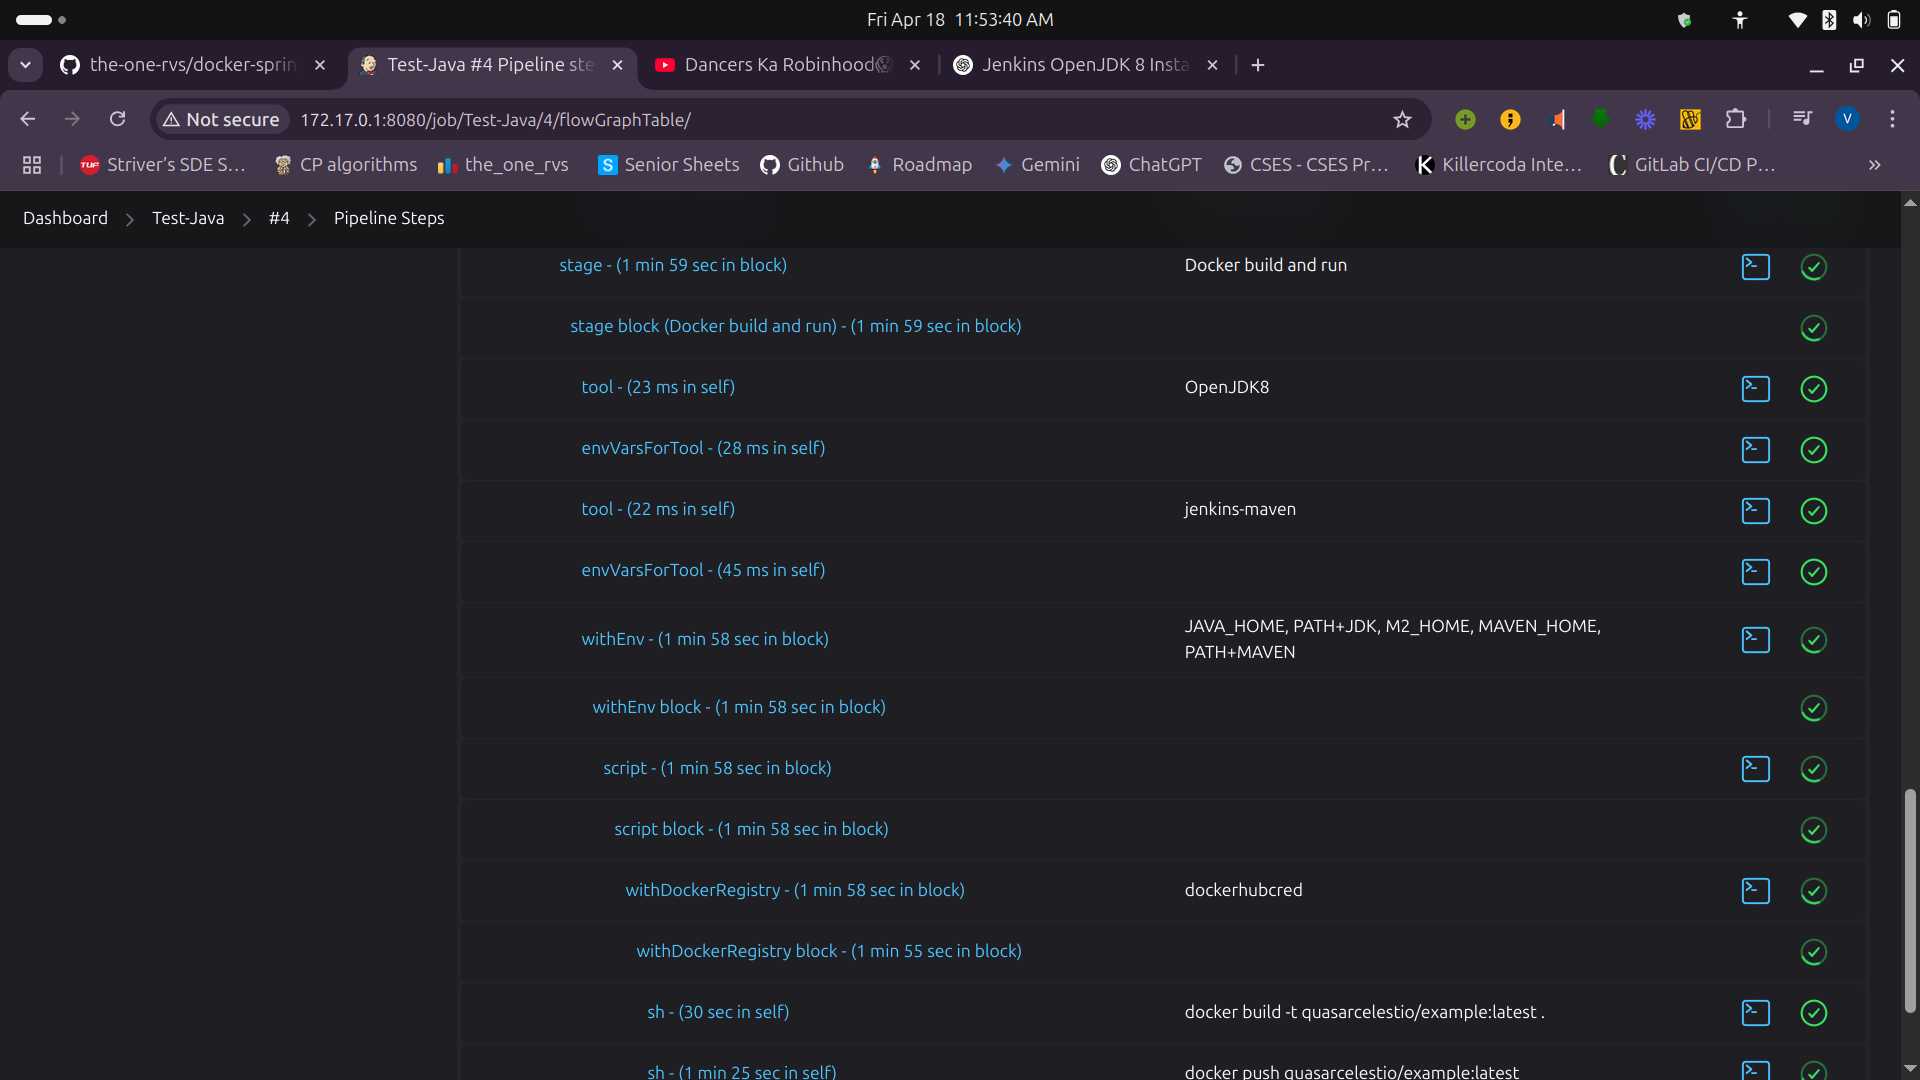 Fri Apr 18 11:53:40 AM
the-one-rvs/docker-sprin
Test-Java #4 Pipeline ste
Dancers Ka Robinhood
Jenkins OpenJDK 8 Insta
Not secure
172.17.0.1:8080/job/Test-Java/4/flowGraphTable/
V
TUF Striver’s SDE S...
CP algorithms
the_one_rvs
S Senior Sheets
Github
Roadmap
Gemini
ChatGPT
CSES - CSES Pr...
K Killercoda Inte...
GitLab CI/CD P...
Dashboard
Test-Java
#4
Pipeline Steps
stage - (1 min 59 sec in block)
Docker build and run
stage block (Docker build and run) - (1 min 59 sec in block)
tool - (23 ms in self)
OpenJDK8
envVarsForTool - (28 ms in self)
tool - (22 ms in self)
jenkins-maven
envVarsForTool - (45 ms in self)
withEnv - (1 min 58 sec in block)
JAVA_HOME, PATH+JDK, M2_HOME, MAVEN_HOME,
PATH+MAVEN
withEnv block - (1 min 58 sec in block)
script - (1 min 58 sec in block)
script block - (1 min 58 sec in block)
withDockerRegistry - (1 min 58 sec in block)
dockerhubcred
withDockerRegistry block - (1 min 55 sec in block)
sh - (30 sec in self)
docker build -t quasarcelestio/example:latest .
sh - (1 min 25 sec in self)
docker push quasarcelestio/example:latest